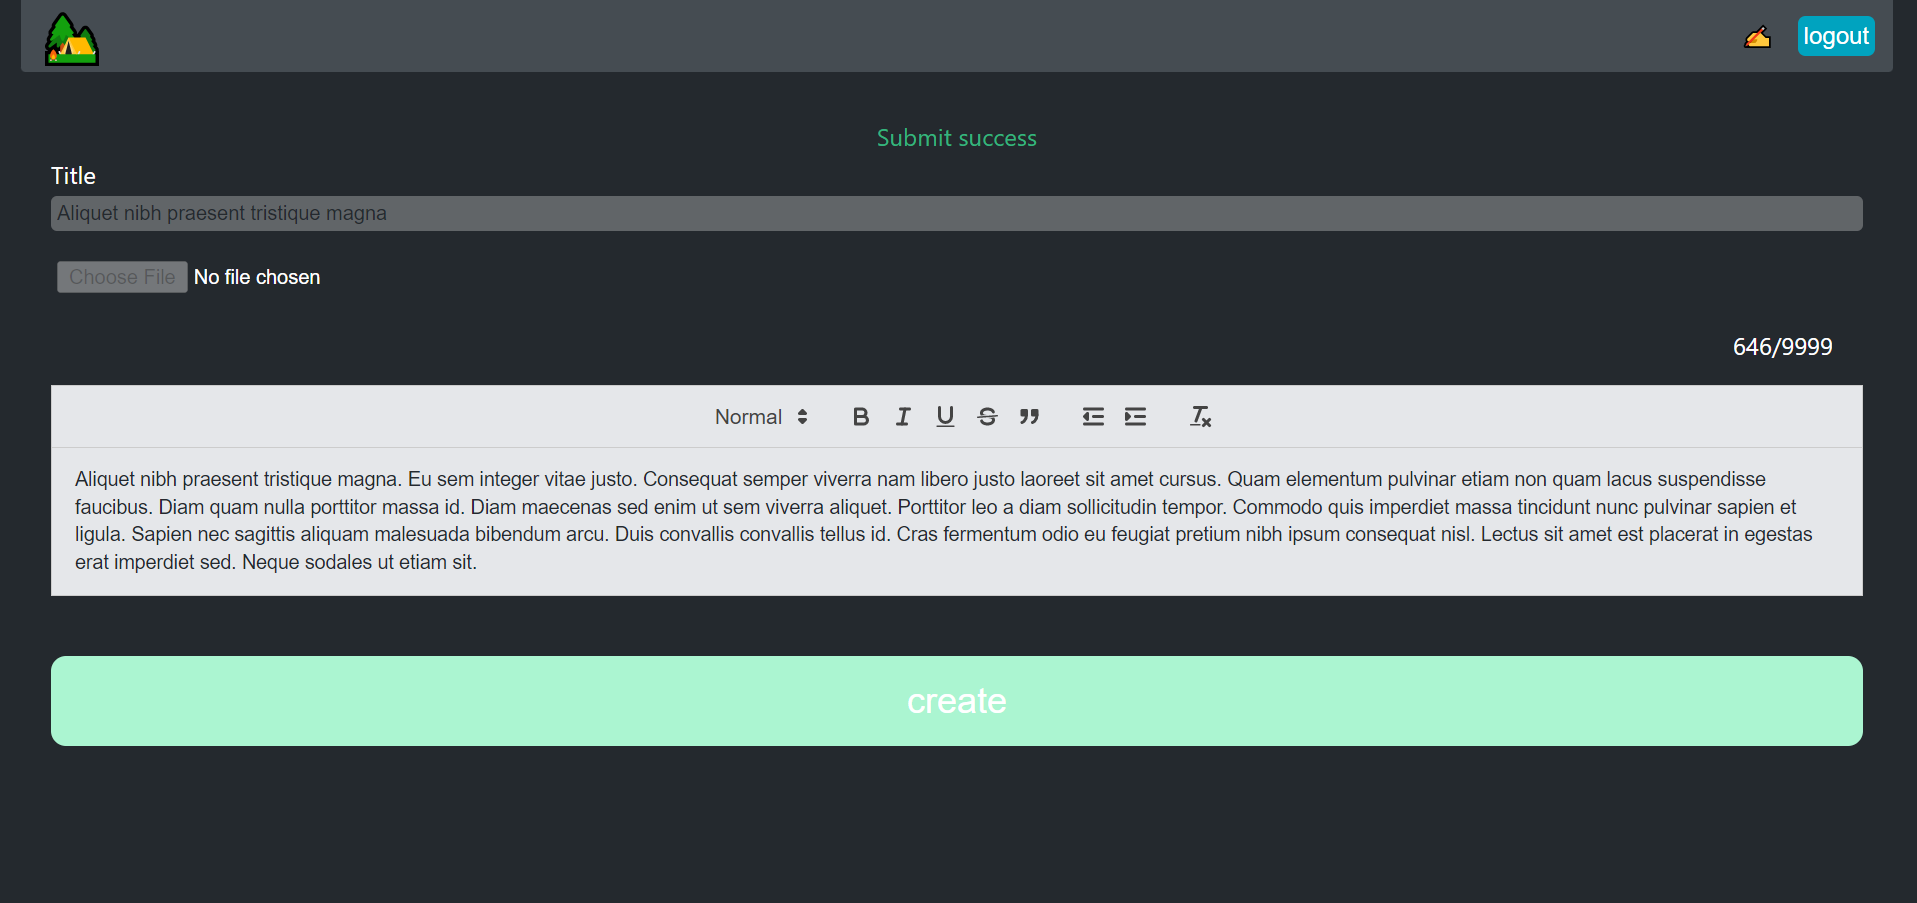 logout
Submit success
Title
Aliquet nibh praesent tristique magna
Choose File No file chosen
646/9999
Normal B I U S
Aliquet nibh praesent tristique magna. Eu sem integer vitae justo. Consequat semper viverra nam libero justo laoreet sit amet cursus. Quam elementum pulvinar etiam non quam lacus suspendisse
faucibus. Diam quam nulla porttitor massa id. Diam maecenas sed enim ut sem viverra aliquet. Porttitor leo a diam sollicitudin tempor. Commodo quis imperdiet massa tincidunt nunc pulvinar sapien et
ligula. Sapien nec sagittis aliquam malesuada bibendum arcu. Duis convallis convallis tellus id. Cras fermentum odio eu feugiat pretium nibh ipsum consequat nisl. Lectus sit amet est placerat in egestas
erat imperdiet sed. Neque sodales ut etiam sit.
create